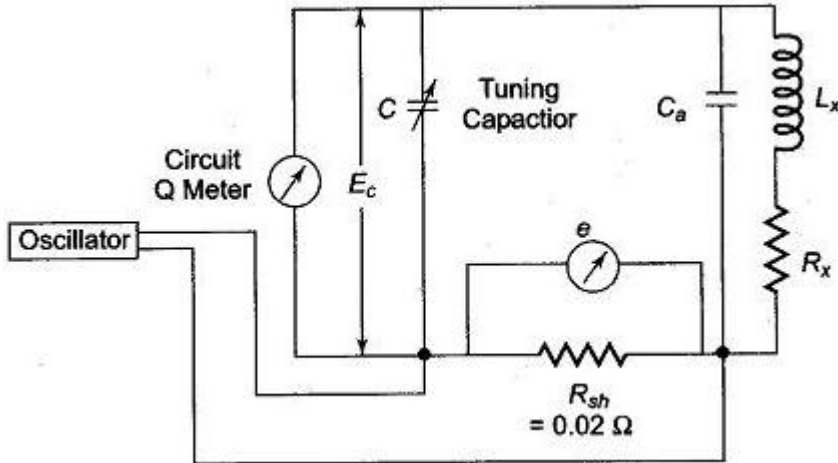 C
Tuning
Capactior
C_a
L_x
Circuit
Q Meter
E_c
Oscillator
e
R_x
R_sh
= 0.02 Ω